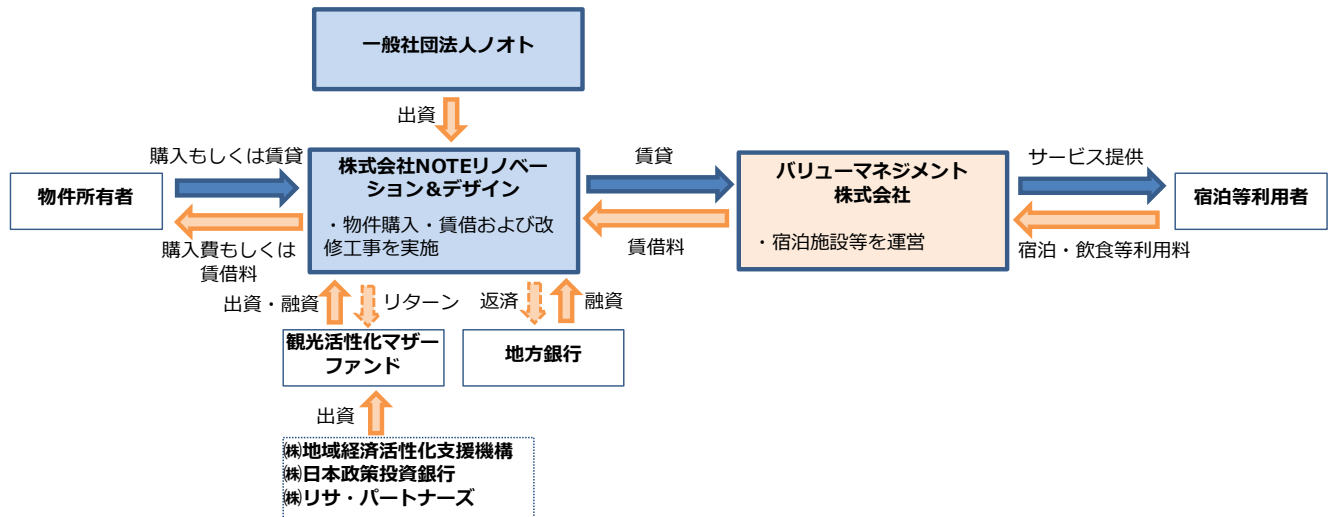 一般社団法人ノオト
出資
購入もしくは賃貸
物件所有者
購入費もしくは
賃借料
株式会社NOTEリノベー
ション&デザイン
・物件購入・賃借および改
修工事を実施
賃貸
賃借料
バリューマネジメント
株式会社
・宿泊施設等を運営
サービス提供
宿泊等利用者
宿泊・飲食等利用料
出資・融資
リターン
返済
融資
観光活性化マザー
ファンド
地方銀行
出資
㈱地域経済活性化支援機構
㈱日本政策投資銀行
㈱リサ・パートナーズ